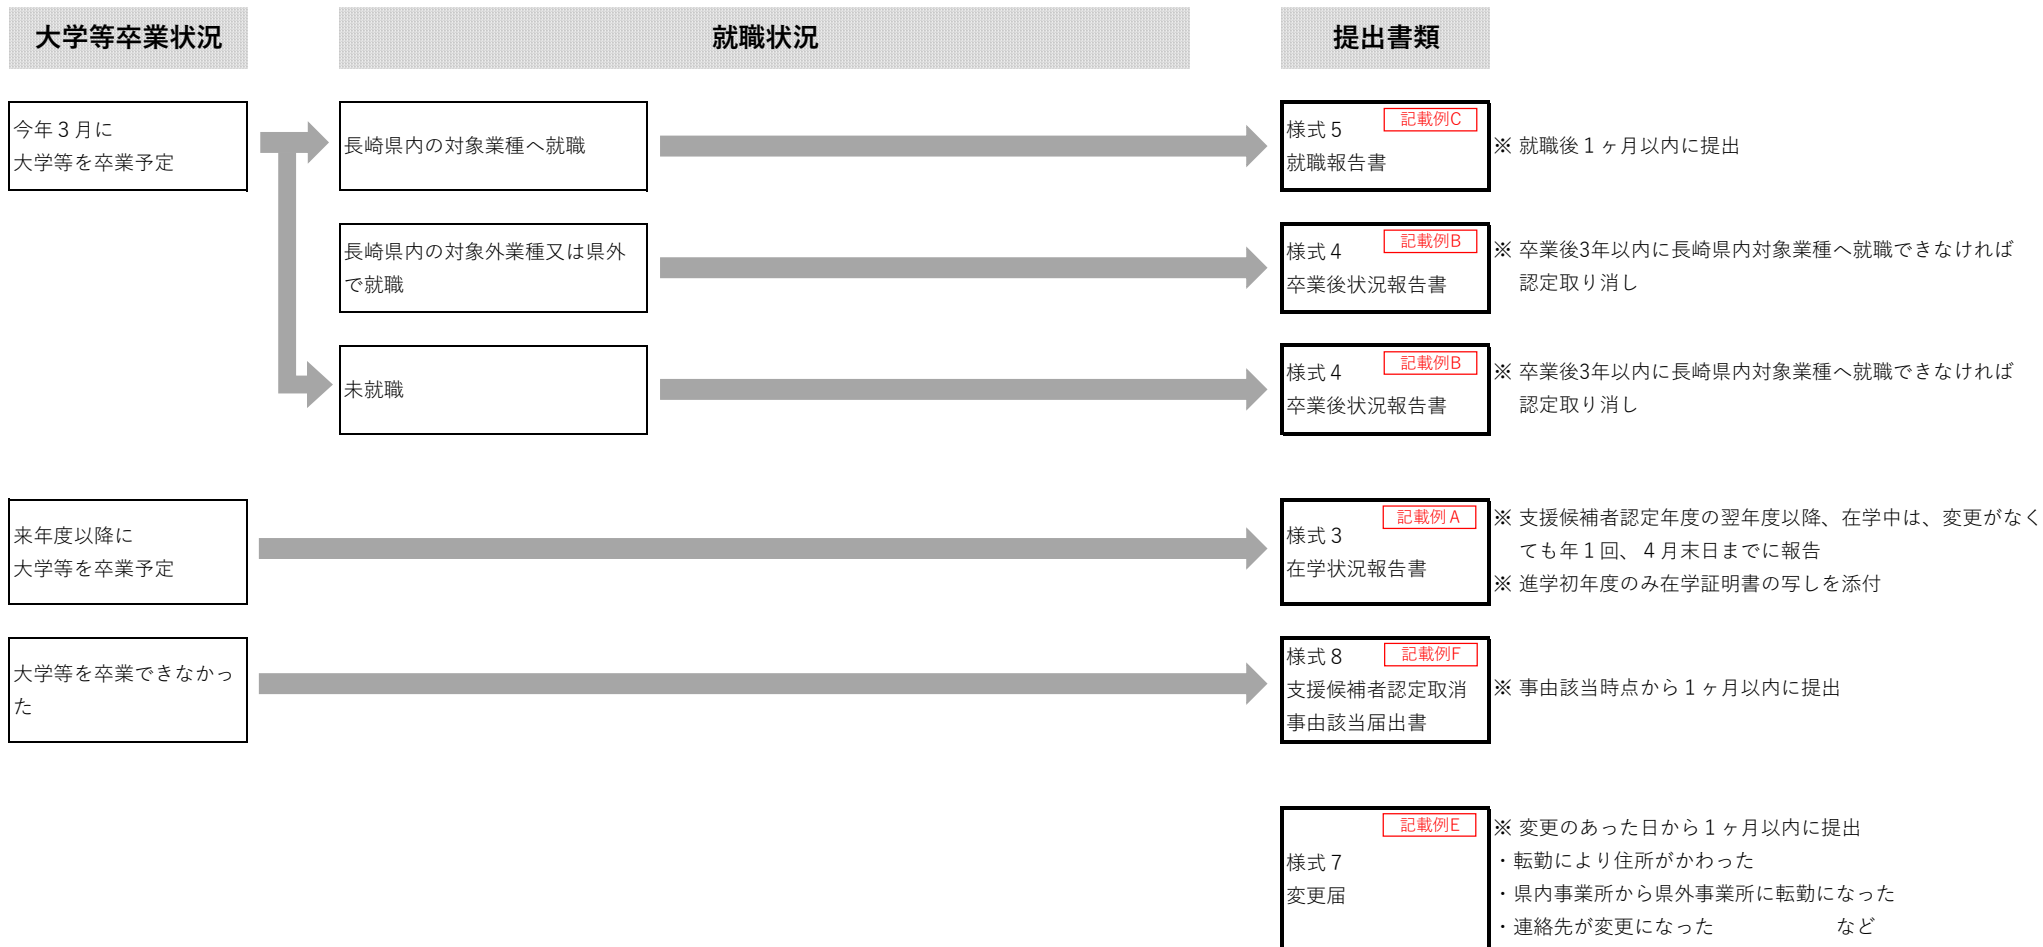 大学等卒業状況
就職状況
提出書類
今年３月に
大学等を卒業予定
長崎県内の対象業種へ就職
記載例C
様式５
就職報告書
※ 就職後１ヶ月以内に提出
長崎県内の対象外業種又は県外
で就職
記載例B
様式４
卒業後状況報告書
※ 卒業後3年以内に長崎県内対象業種へ就職できなければ
認定取り消し
未就職
記載例B
様式４
卒業後状況報告書
※ 卒業後3年以内に長崎県内対象業種へ就職できなければ
認定取り消し
来年度以降に
大学等を卒業予定
記載例Ａ
様式３
在学状況報告書
※ 支援候補者認定年度の翌年度以降、在学中は、変更がなく
ても年１回、４月末日までに報告
※ 進学初年度のみ在学証明書の写しを添付
大学等を卒業できなかっ
た
記載例F
様式８
支援候補者認定取消
事由該当届出書
※ 事由該当時点から１ヶ月以内に提出
記載例E
様式７
変更届
※ 変更のあった日から１ヶ月以内に提出
・転勤により住所がかわった
・県内事業所から県外事業所に転勤になった
・連絡先が変更になった　　　　　　など